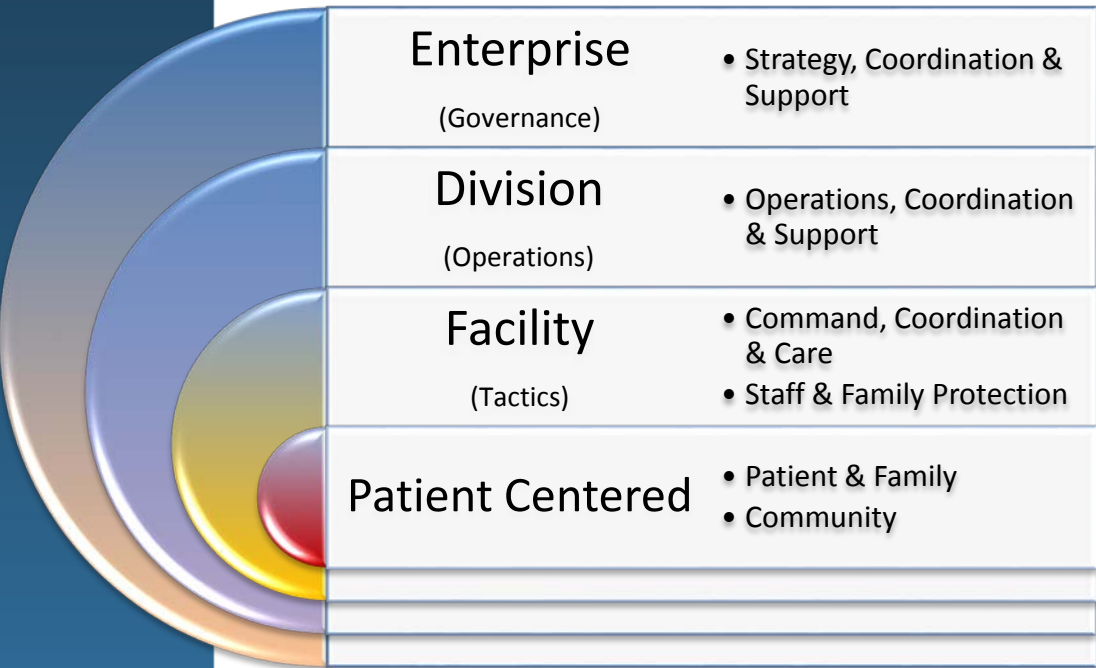 Enterprise
(Governance)
• Strategy, Coordination &
Support
Division
(Operations)
• Operations, Coordination
& Support
Facility
(Tactics)
• Command, Coordination
& Care
• Staff & Family Protection
Patient Centered
• Patient & Family
• Community